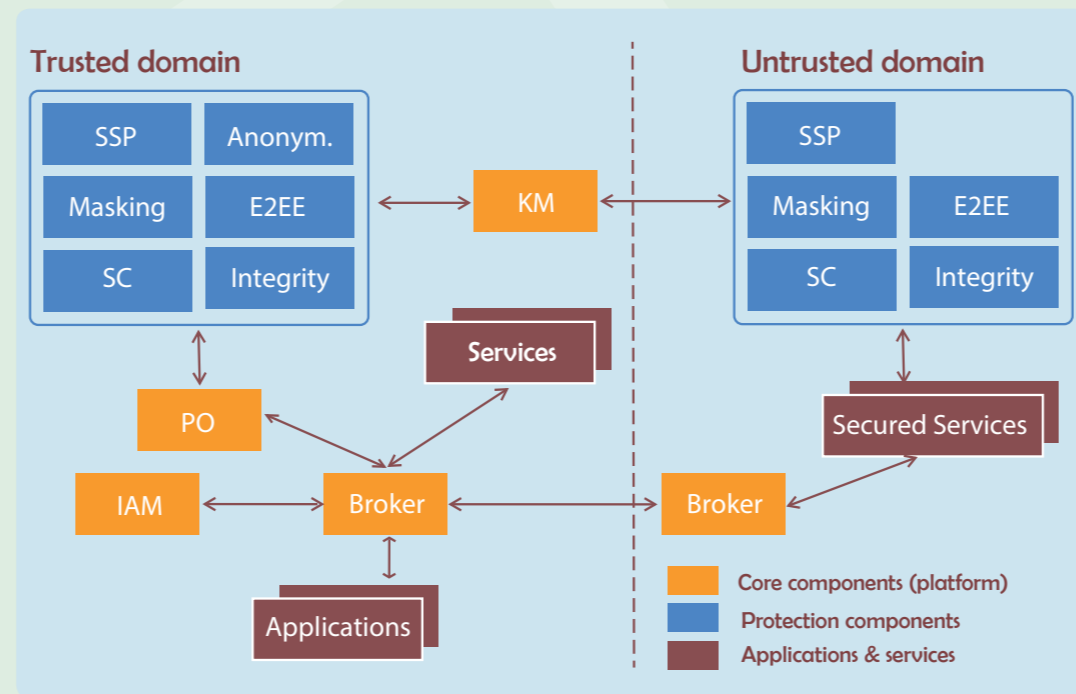 Trusted domain
SSP
Anonym.
Masking
E2EE
SC
Integrity
KM
Services
PO
IAM
Broker
Applications
Untrusted domain
SSP
Masking
E2EE
SC
Integrity
Secured Services
Broker
Core components (platform)
Protection components
Applications & services